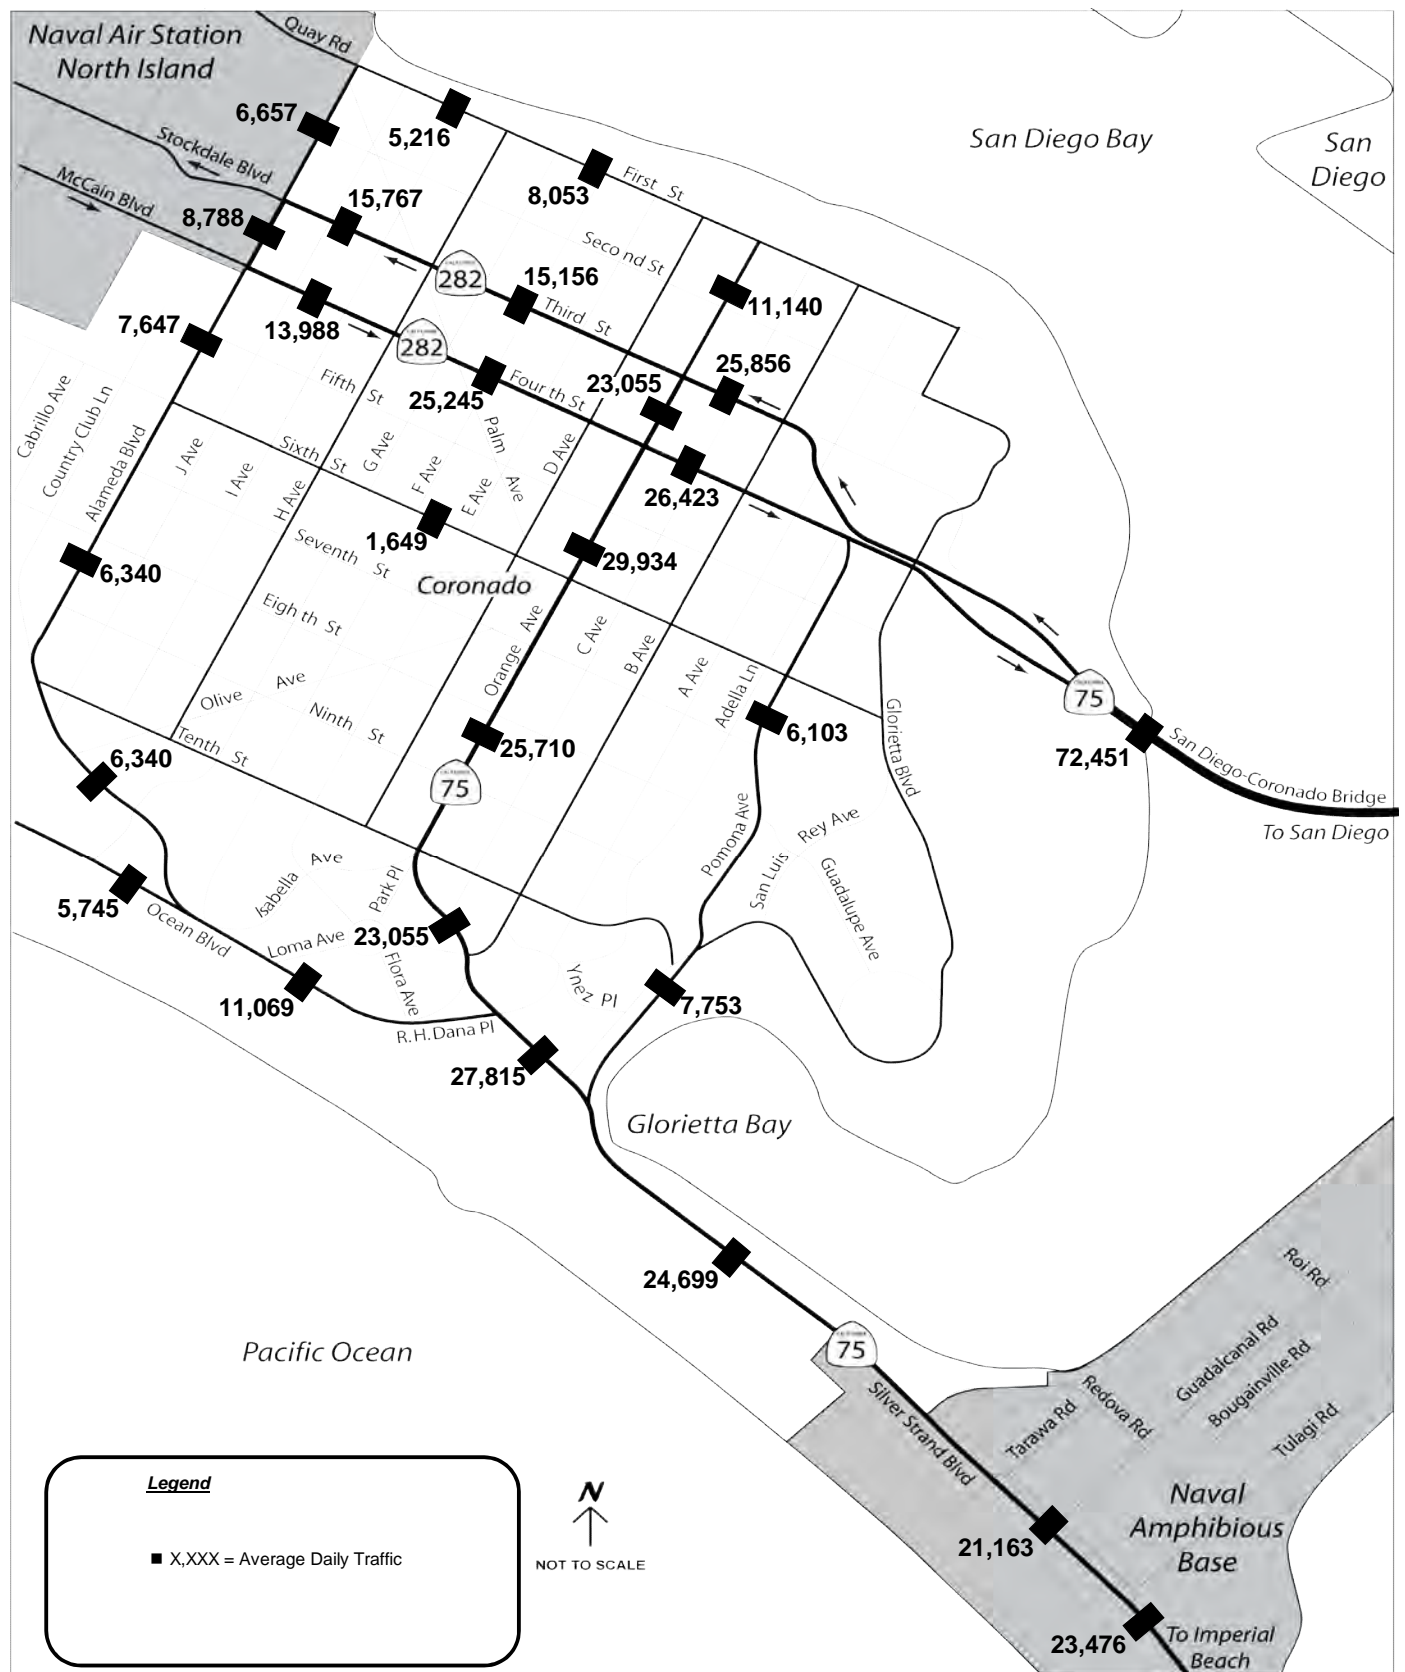 Naval Air Station
North Island
Quay Rd
San Diego Bay
San
Diego
6,657
5,216
Stockdale Blvd
McCain Blvd
8,788
15,767
8,053
First St
Second St
282
15,156
Third St
11,140
7,647
13,988
282
25,856
23,055
Fifth St
25,245
Fourth St
Cabrillo Ave
Country Club Ln
Alameda Blvd
J Ave
I Ave
H Ave
Sixth St
G Ave
F Ave
E Ave
Palm Ave
D Ave
26,423
1,649
Seventh St
29,934
6,340
Coronado
Eighth St
Orange Ave
C Ave
B Ave
A Ave
Adella Ln
Olive Ave
Ninth St
Tenth St
25,710
6,103
Glorietta Blvd
75
72,451
San Diego-Coronado Bridge
To San Diego
6,340
75
Pomona Ave
San Luis Rey Ave
Guadalupe Ave
5,745
Ocean Blvd
Isabella Ave
Park Pl
Loma Ave
23,055
Flora Ave
Ynez Pl
11,069
R.H. Dana Pl
7,753
27,815
Glorietta Bay
24,699
Pacific Ocean
75
Silver Strand Blvd
Roi Rd
Guadalcanal Rd
Bougainville Rd
Redova Rd
Tarawa Rd
Tulagi Rd
Naval
Amphibious
Base
21,163
23,476
To Imperial
Beach
Legend
X,XXX = Average Daily Traffic
N
NOT TO SCALE